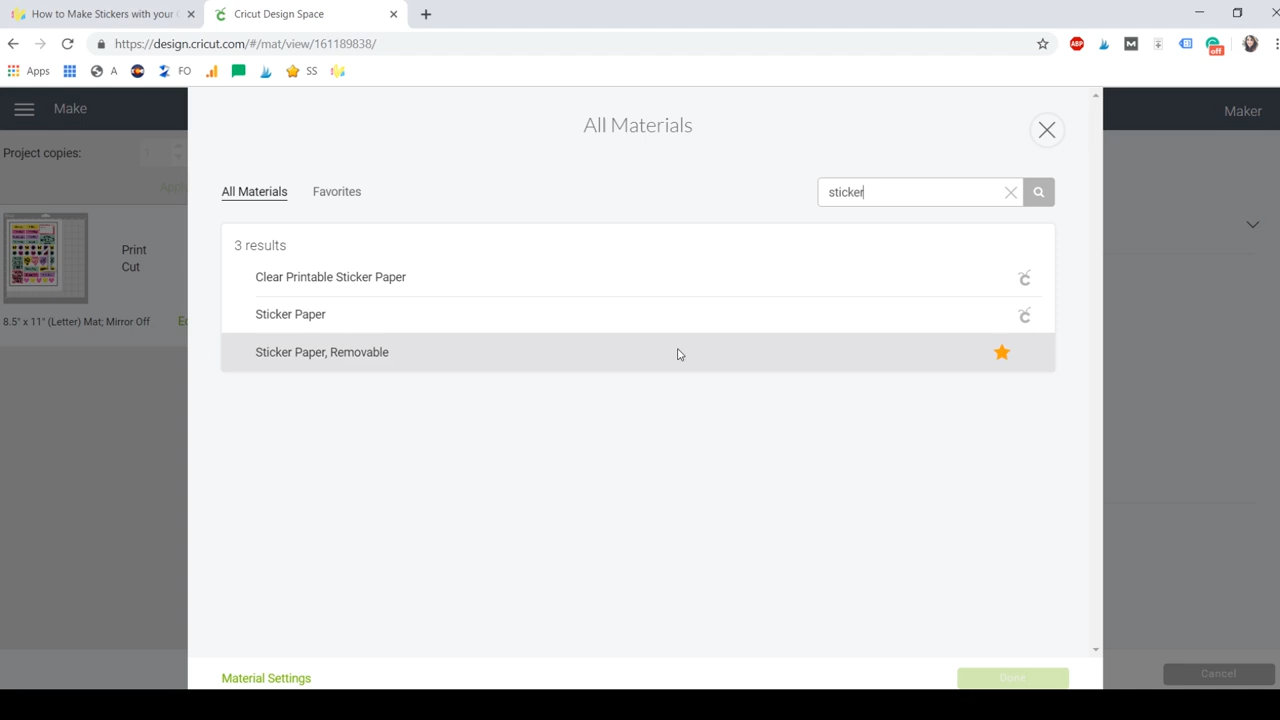 How to Make Stickers with your
Cricut Design Space
https://design.cricut.com/#/mat/view/161189838/
ABP
M
off
Apps
A
FO
SS
Make
Maker
All Materials
Project copies:
All Materials
Favorites
sticker
3 results
Print
Cut
Clear Printable Sticker Paper
Sticker Paper
8.5" x 11" (Letter) Mat; Mirror Off
Sticker Paper, Removable
Material Settings
Done
Cancel